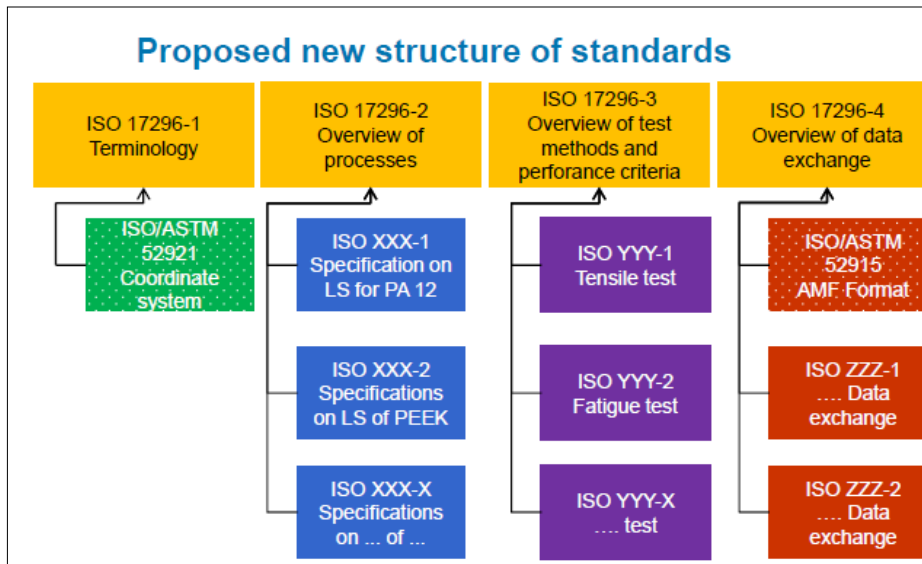 Proposed new structure of standards
ISO 17296-1
Terminology
ISO 17296-2
Overview of
processes
ISO 17296-3
Overview of test
methods and
perforance criteria
ISO 17296-4
Overview of data
exchange
ISO/ASTM
52921
Coordinate
system
ISO XXX-1
Specification on
LS for PA 12
ISO YYY-1
Tensile test
ISO/ASTM
52915
AMF Format
ISO XXX-2
Specifications
on LS of PEEK
ISO YYY-2
Fatigue test
ISO ZZZ-1
.... Data
exchange
ISO XXX-X
Specifications
on ... of ...
ISO YYY-X
.... test
ISO ZZZ-2
.... Data
exchange